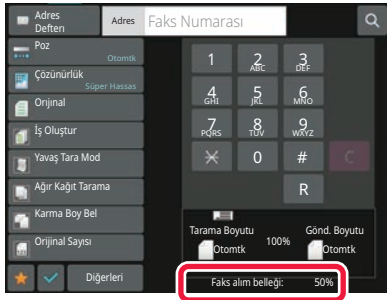 Adres
Defteri
Adres
Faks Numarası
Poz
Otomtk
Çözünürlük
Süper Hassas
Orijinal
İş Oluştur
Yavaş Tara Mod
Ağır Kağıt Tarama
Karma Boy Bel
Orijinal Sayısı
Diğerleri
1
2
ABC
3
DEF
4
GHI
5
JKL
6
MNO
7
PQRS
8
TUV
9
WXYZ
0
#
C
R
Tarama Boyutu
Otomtk
100%
Gönd. Boyutu
Otomtk
Faks alım belleği: 50%